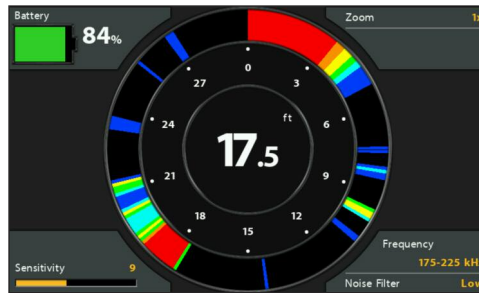 Battery
84%
Zoom
0
3
6
9
12
15
18
21
24
27
ft
17.5
Sensitivity
9
Frequency
175-225 kH
Noise Filter
Low